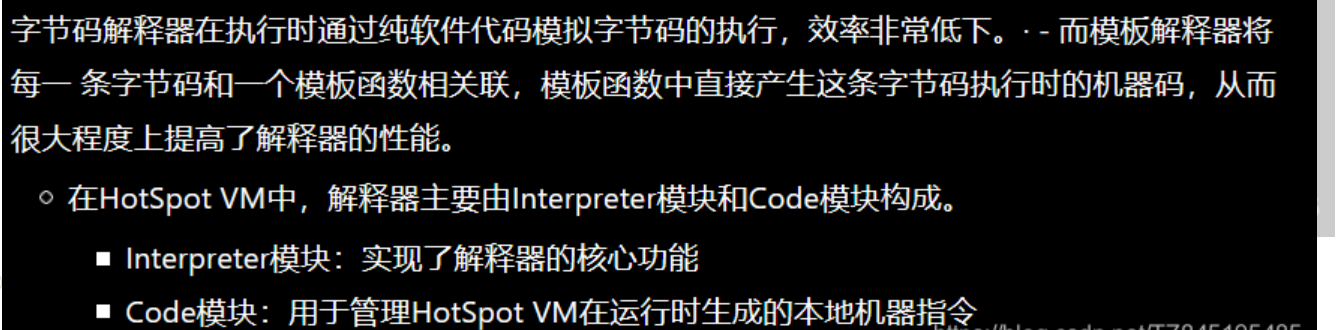 字节码解释器在执行时通过纯软件代码模拟字节码的执行，效率非常低下。· - 而模板解释器将
每一 条字节码和一个模板函数相关联，模板函数中直接产生这条字节码执行时的机器码，从而
很大程度上提高了解释器的性能。
在HotSpot VM中，解释器主要由Interpreter模块和Code模块构成。
Interpreter模块：实现了解释器的核心功能
Code模块：用于管理HotSpot VM在运行时生成的本地机器指令